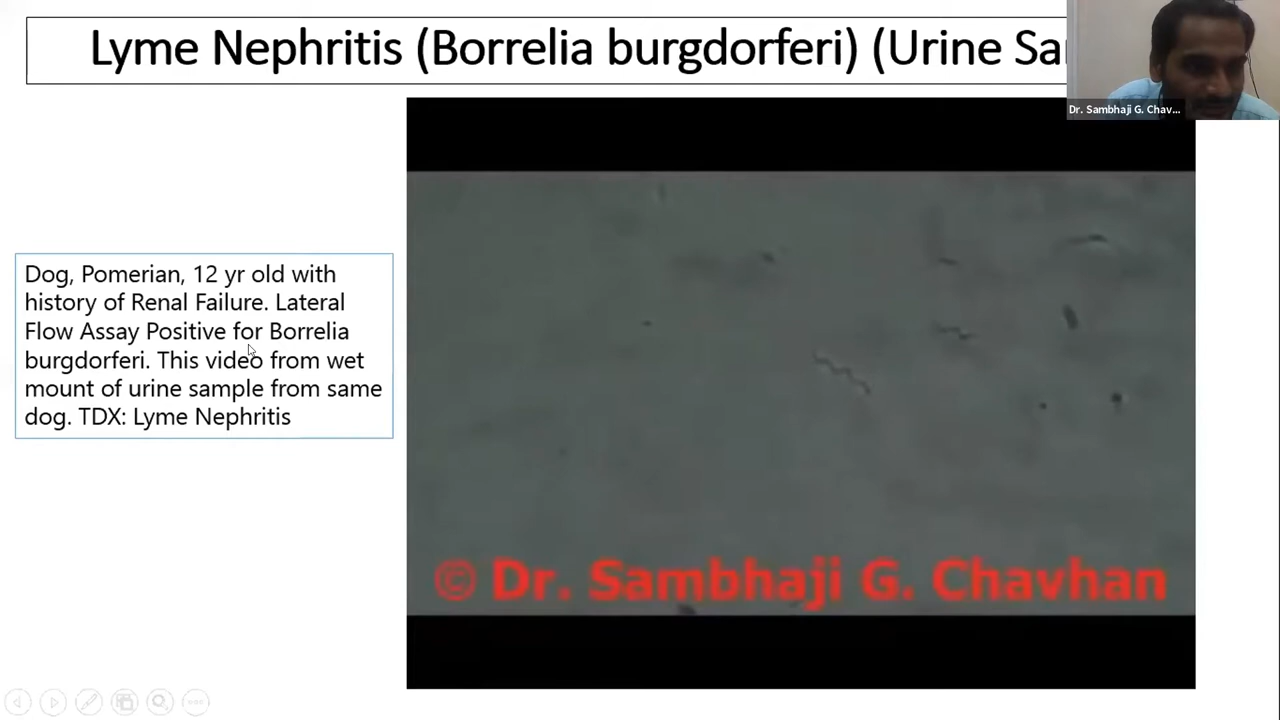 Lyme Nephritis (Borrelia burgdorferi) (Urine Sa
Dr. Sambhaji G. Chav...
Dog, Pomerian, 12 yr old with
history of Renal Failure. Lateral
Flow Assay Positive for Borrelia
burgdorferi. This video from wet
mount of urine sample from same
dog. TDX: Lyme Nephritis
© Dr. Sambhaji G. Chavhan